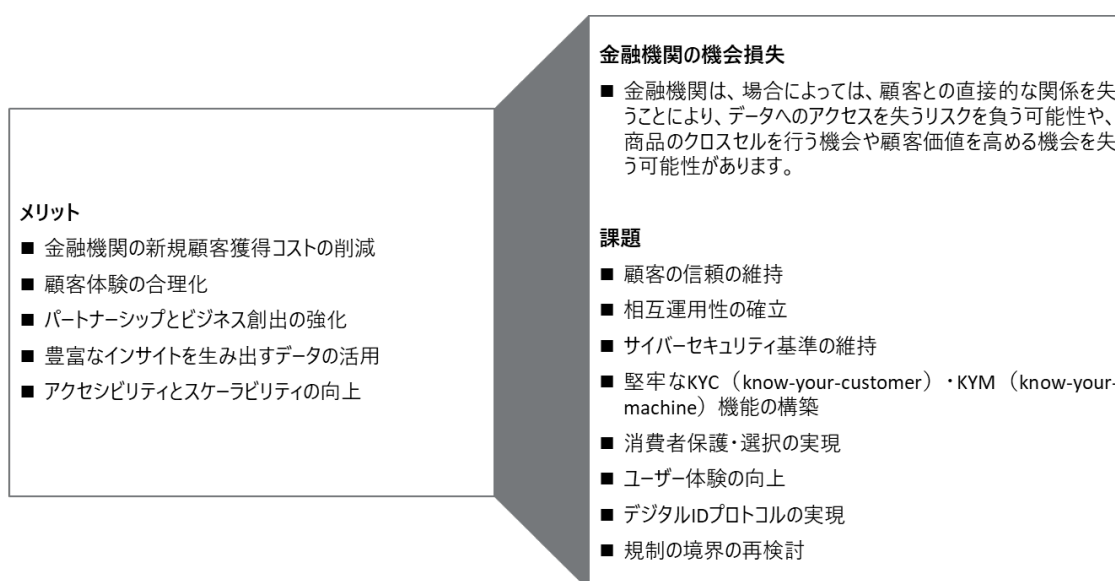 メリット
■ 金融機関の新規顧客獲得コストの削減
■ 顧客体験の合理化
■ パートナーシップとビジネス創出の強化
■ 豊富なインサイトを生み出すデータの活用
■ アクセシビリティとスケーラビリティの向上
金融機関の機会損失
■ 金融機関は、場合によっては、顧客との直接的な関係を失
うことにより、データへのアクセスを失うリスクを負う可能性や、
商品のクロスセルを行う機会や顧客価値を高める機会を失
う可能性があります。
課題
■ 顧客の信頼の維持
■ 相互運用性の確立
■ サイバーセキュリティ基準の維持
■ 堅牢なKYC（know-your-customer）・KYM（know-your-
machine）機能の構築
■ 消費者保護・選択の実現
■ ユーザー体験の向上
■ デジタルIDプロトコルの実現
■ 規制の境界の再検討